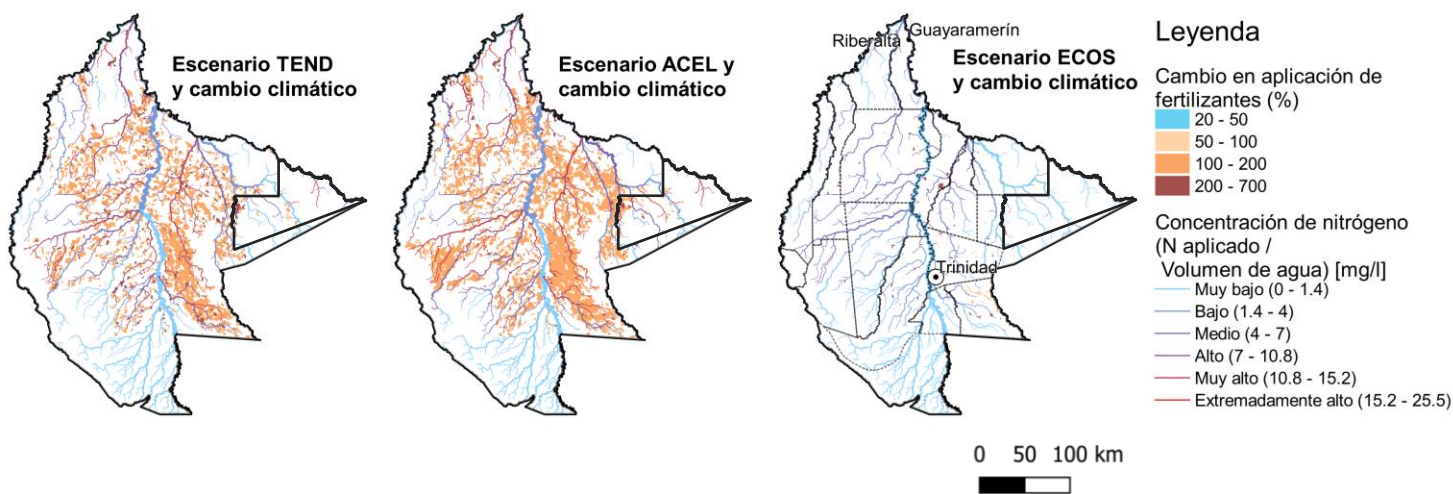 Escenario TEND
y cambio climático
Escenario ACEL y
cambio climático
Riberalta
Guayaramerín
Escenario ECOS
y cambio climático
Trinidad
Leyenda
Cambio en aplicación de
fertilizantes (%)
20 - 50
50 - 100
100 - 200
200 - 700
Concentración de nitrógeno
(N aplicado /
Volumen de agua) [mg/l]
Muy bajo (0 - 1.4)
Bajo (1.4 - 4)
Medio (4 - 7)
Alto (7 - 10.8)
Muy alto (10.8 - 15.2)
Extremadamente alto (15.2 - 25.5)
0 50 100 km